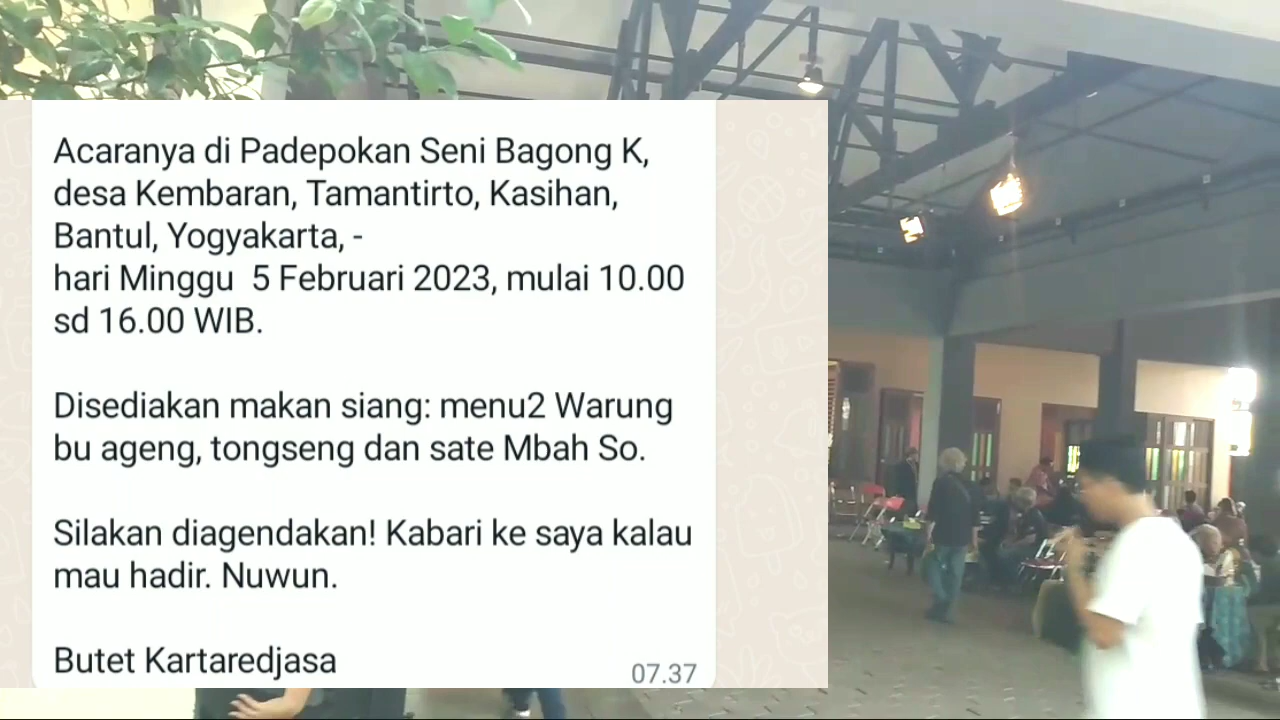 Acaranya di Padepokan Seni Bagong K,
desa Kembaran, Tamantirto, Kasihan,
Bantul, Yogyakarta, -
hari Minggu  5 Februari 2023, mulai 10.00
sd 16.00 WIB.
Disediakan makan siang: menu2 Warung
bu ageng, tongseng dan sate Mbah So.
Silakan diagendakan! Kabari ke saya kalau
mau hadir. Nuwun.
Butet Kartaredjasa
07.37